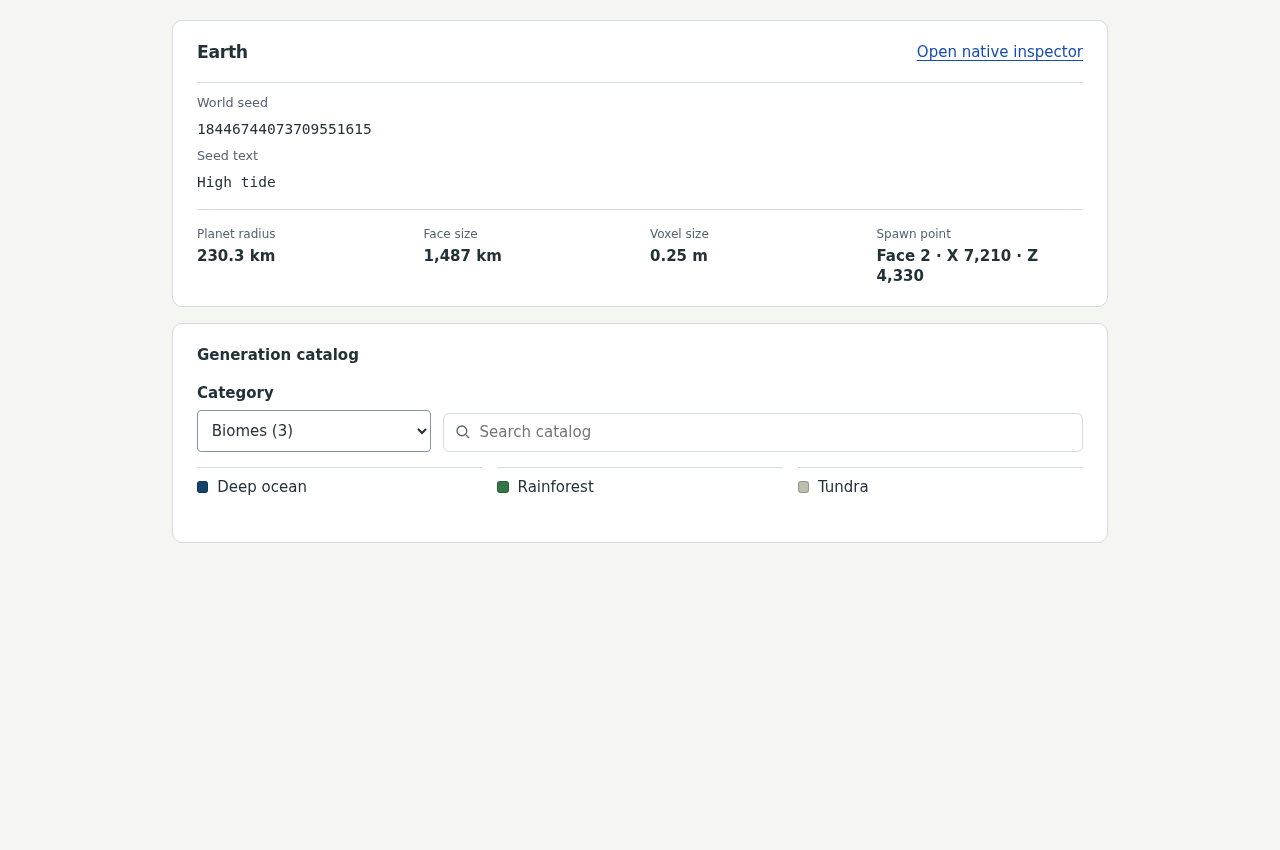 Earth
Open native inspector
World seed
18446744073709551615
Seed text
High tide
Planet radius
230.3 km
Face size
1,487 km
Voxel size
0.25 m
Spawn point
Face 2 · X 7,210 · Z
4,330
Generation catalog
Category
Biomes (3)
Search catalog
Deep ocean
Rainforest
Tundra